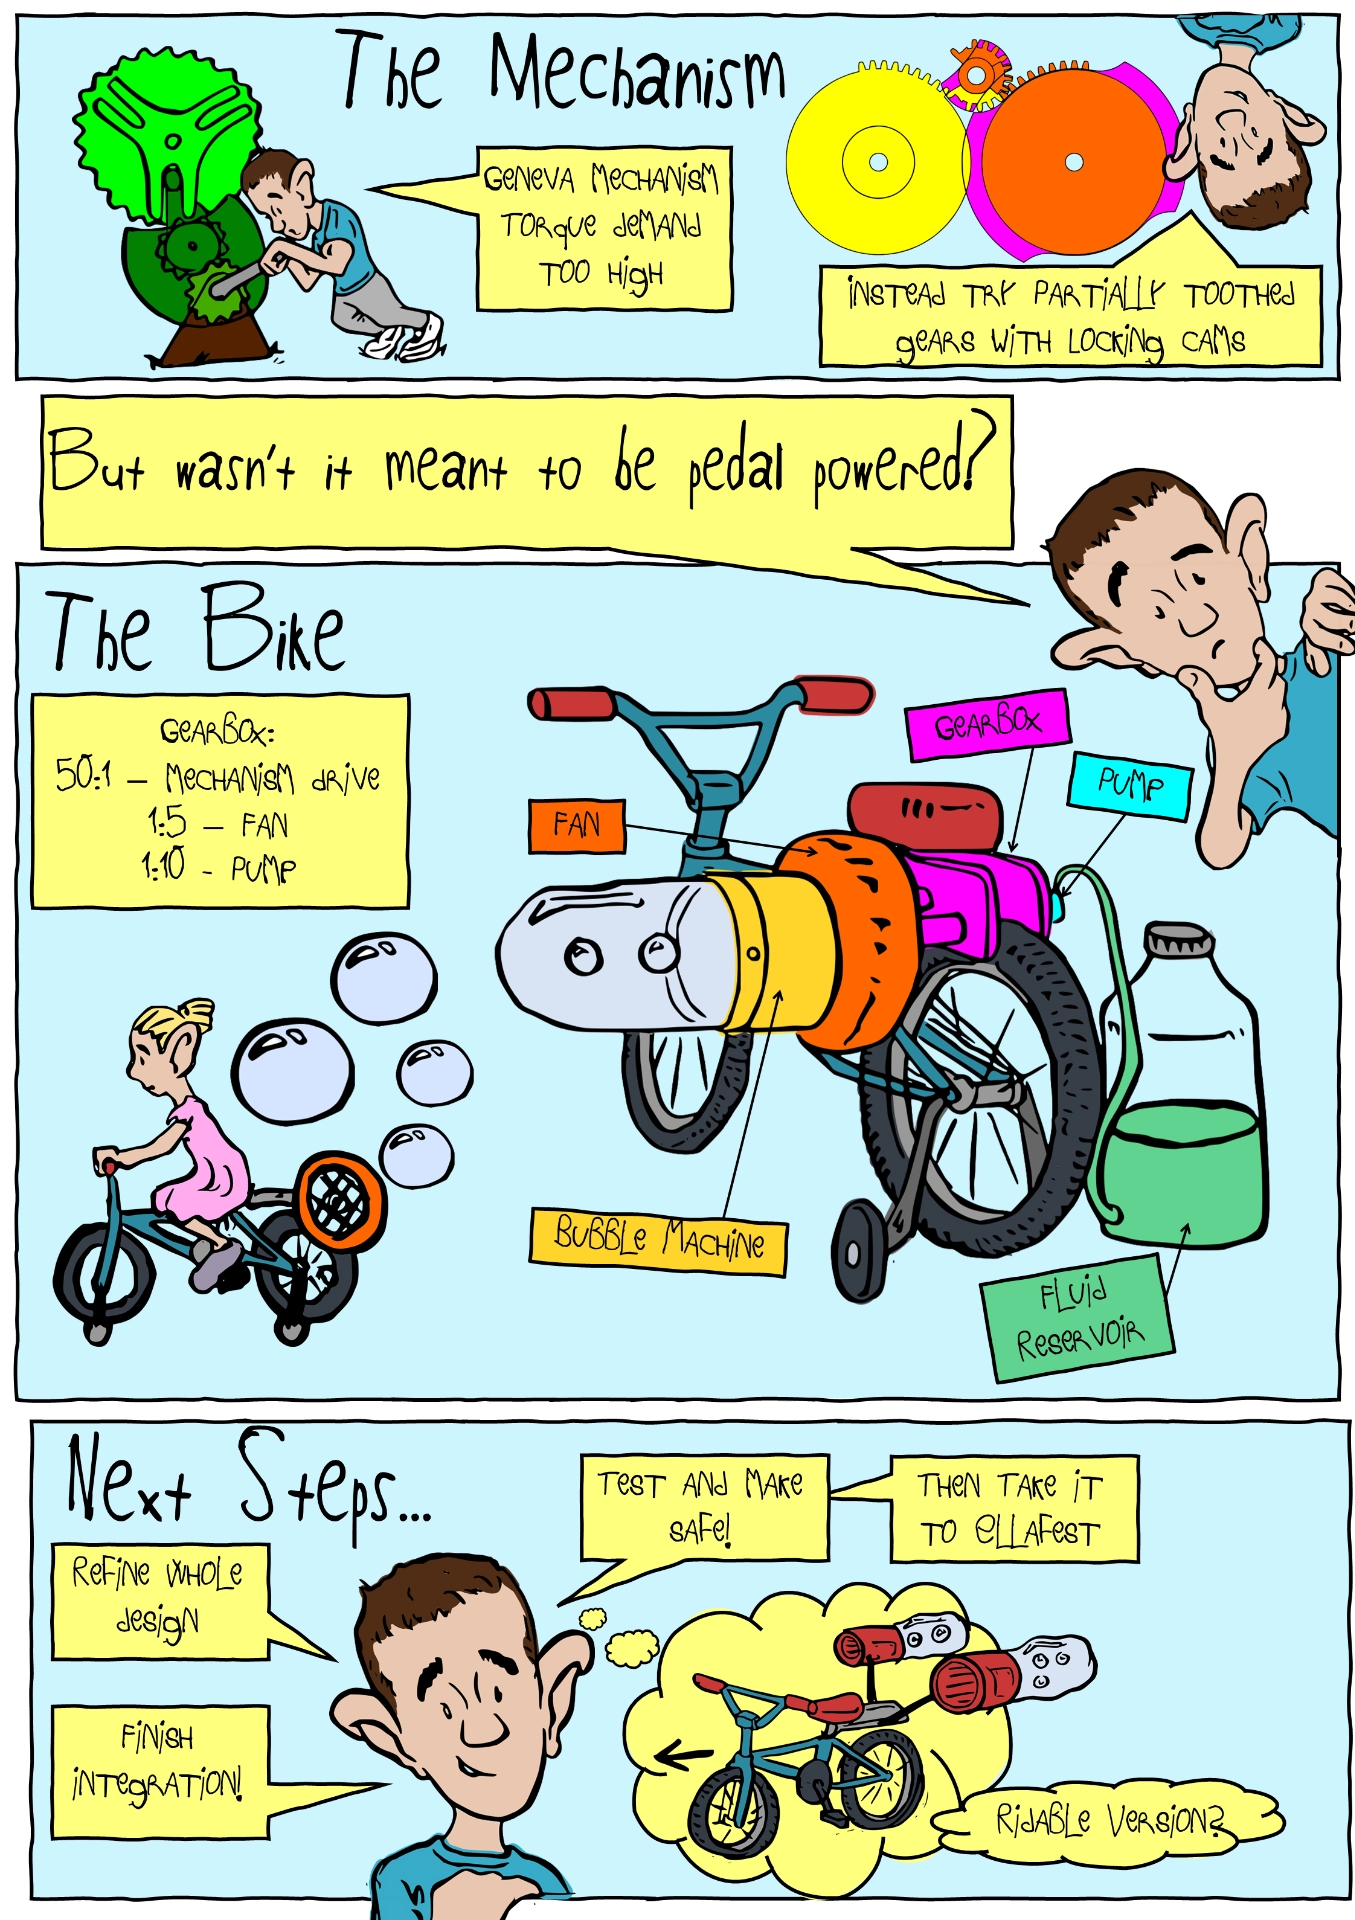 The Mechanism
GENEVA MECHANISM
TORQUE DEMAND
TOO HIGH
INSTEAD TRY PARTIALLY TOOTHED
GEARS WITH LOCKING CAMS
But wasn't it meant to be pedal powered?
The Bike
GEARBOX:
50:1 – MECHANISM DRIVE
1:5 – FAN
1:10 - PUMP
GEARBOX
PUMP
FAN
BUBBLE MACHINE
FLUID
RESERVOIR
Next Steps...
TEST AND MAKE
SAFE!
THEN TAKE IT
TO ELLAFEST
REFINE WHOLE
DESIGN
FINISH
INTEGRATION!
RIDABLE VERSION?